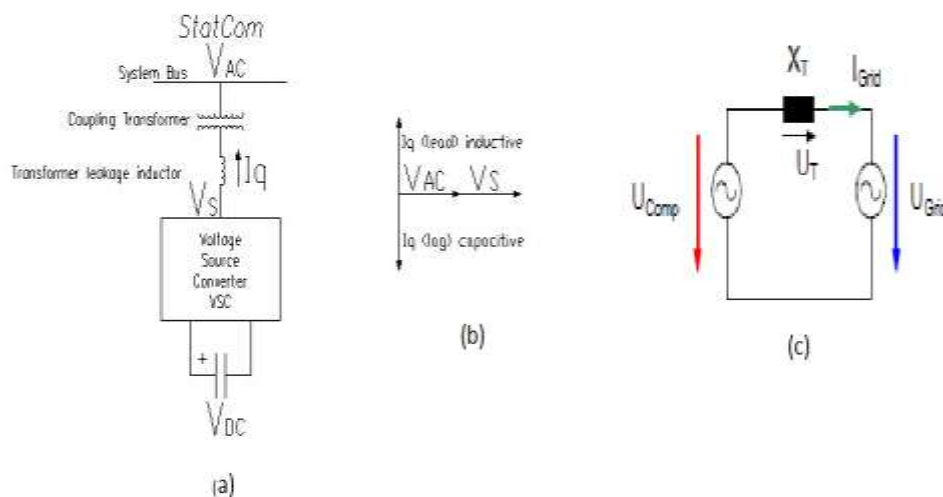 StatCom
VAC
System Bus
Coupling Transformer
Transformer leakage inductor
Iq
VS
Voltage
Source
Converter
VSC
+
VDC
(a)
Iq (lead) inductive
VAC VS
Iq (lag) capacitive
(b)
XT
IGrid
UT
UComp
UGrid
(c)